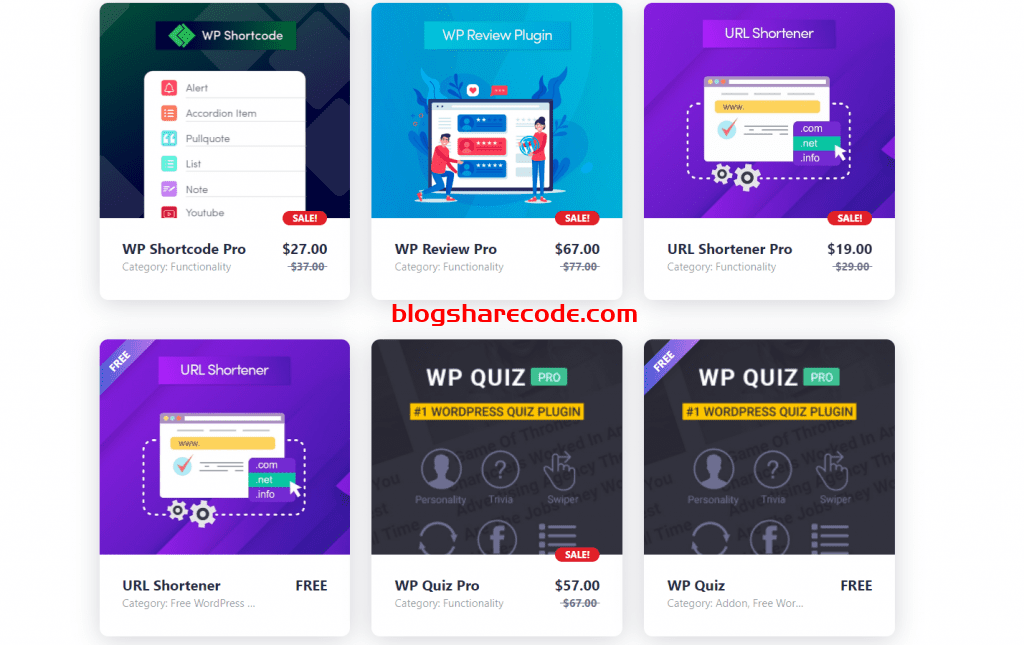 WP Shortcode
Alert
Accordion Item
Pullquote
List
Note
Youtube
SALE!
WP Shortcode Pro $27.00
Category: Functionality $37.00
WP Review Plugin
SALE!
WP Review Pro $67.00
Category: Functionality $77.00
URL Shortener
www.
.com
.net
.info
SALE!
URL Shortener Pro $19.00
Category: Functionality $29.00
blogsharecode.com
FREE
URL Shortener
www.
.com
.net
.info
URL Shortener FREE
Category: Free WordPress ...
WP QUIZ PRO
#1 WORDPRESS QUIZ PLUGIN
Personality Trivia Swiper
SALE!
WP Quiz Pro $57.00
Category: Functionality $67.00
FREE
WP QUIZ PRO
#1 WORDPRESS QUIZ PLUGIN
Personality Trivia Swiper
WP Quiz FREE
Category: Addon, Free Wor...